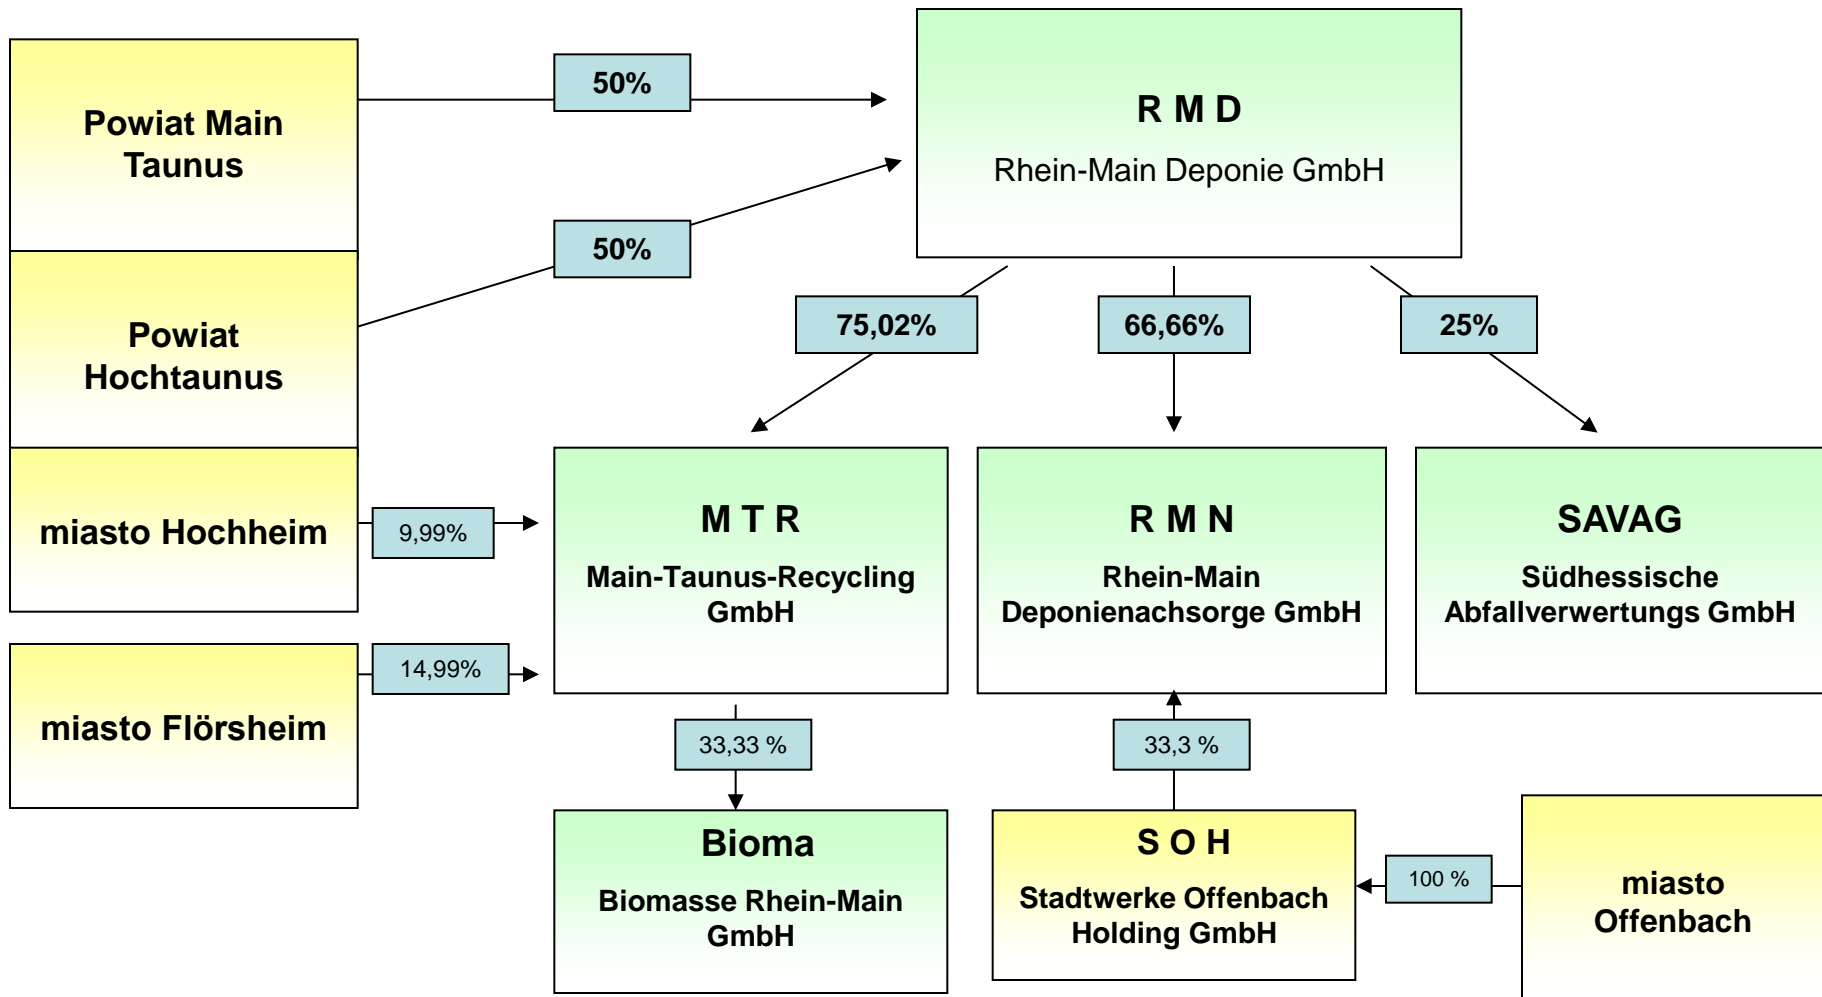 Powiat Main
Taunus
50%
R M D
Rhein-Main Deponie GmbH
Powiat
Hochtaunus
50%
75,02%
66,66%
25%
miasto Hochheim
9,99%
M T R
Main-Taunus-Recycling
GmbH
R M N
Rhein-Main
Deponienachsorge GmbH
SAVAG
Südhessische
Abfallverwertungs GmbH
miasto Flörsheim
14,99%
33,33 %
33,3 %
Bioma
Biomasse Rhein-Main
GmbH
S O H
Stadtwerke Offenbach
Holding GmbH
100 %
miasto
Offenbach